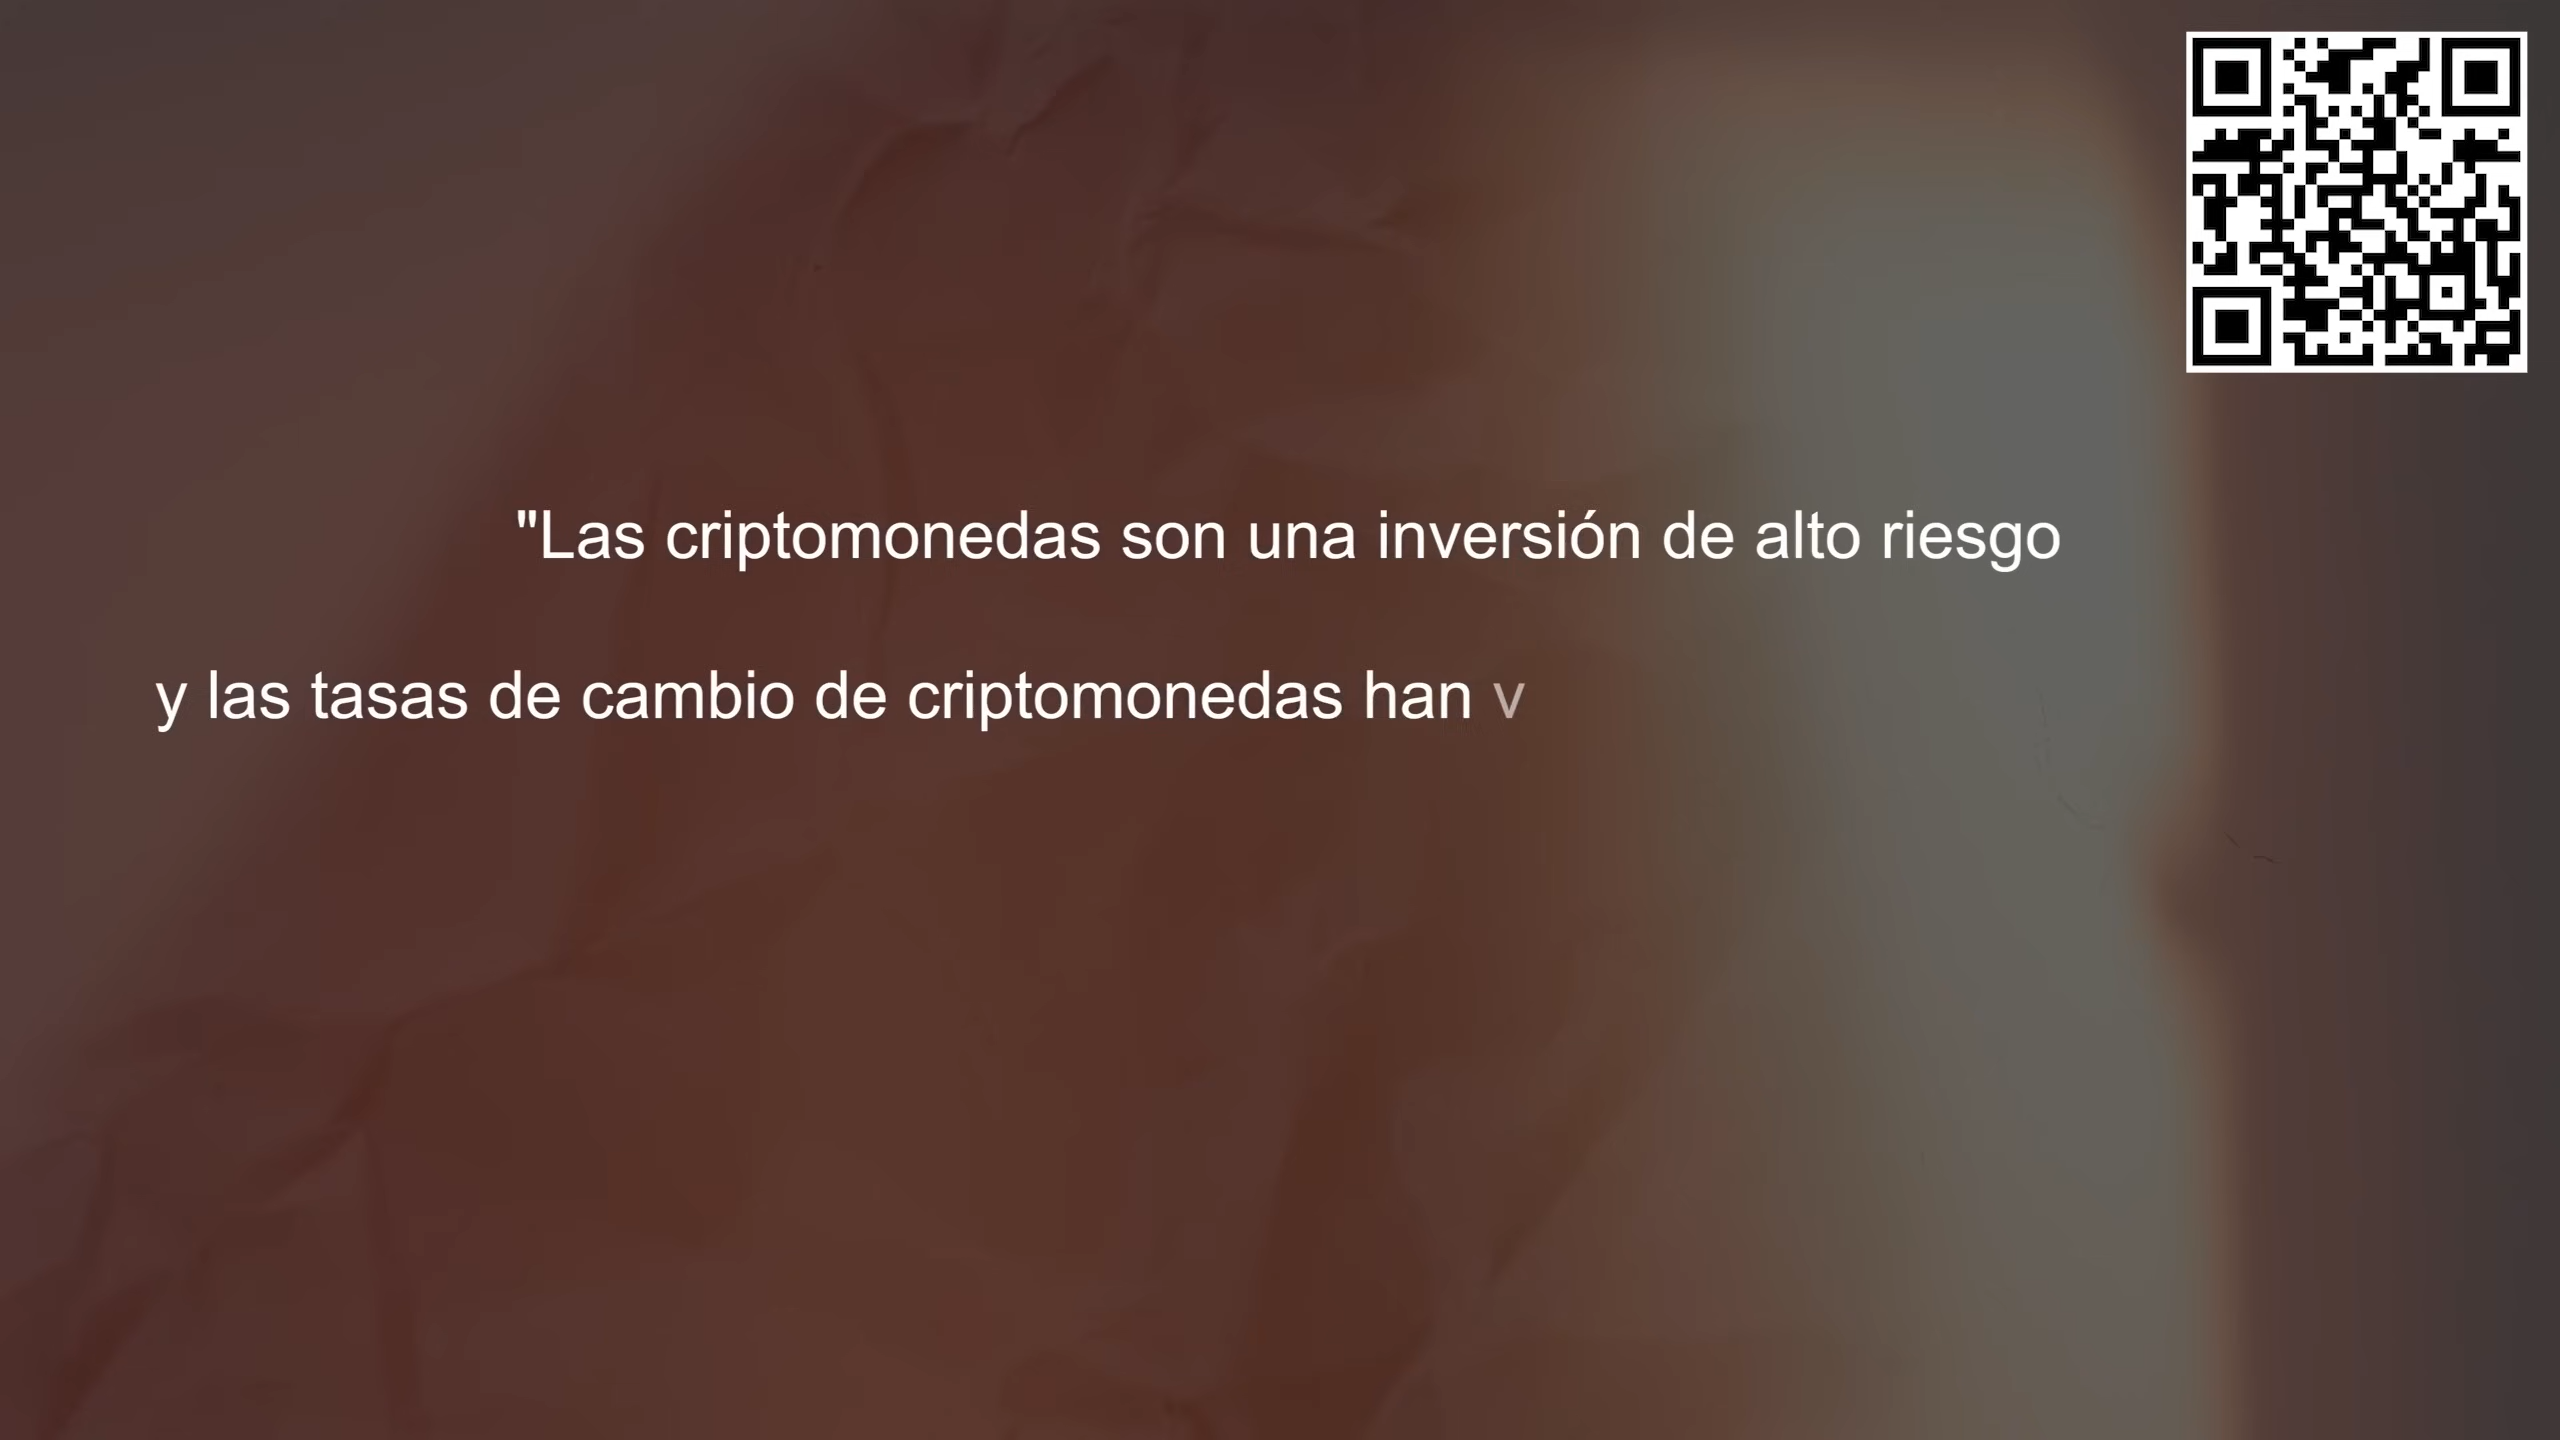 "Las criptomonedas son una inversión de alto riesgo
y las tasas de cambio de criptomonedas han v